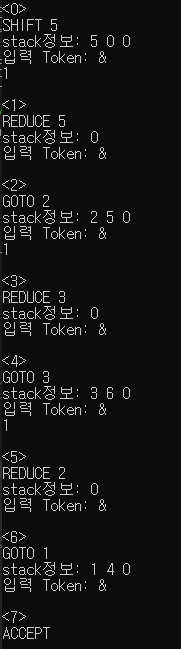 <0>
SHIFT 5
stack정보: 5 0 0
입력 Token: &
1
<1>
REDUCE 5
stack정보: 0
입력 Token: &
<2>
GOTO 2
stack정보: 2 5 0
입력 Token: &
1
<3>
REDUCE 3
stack정보: 0
입력 Token: &
<4>
GOTO 3
stack정보: 3 6 0
입력 Token: &
1
<5>
REDUCE 2
stack정보: 0
입력 Token: &
<6>
GOTO 1
stack정보: 1 4 0
입력 Token: &
<7>
ACCEPT